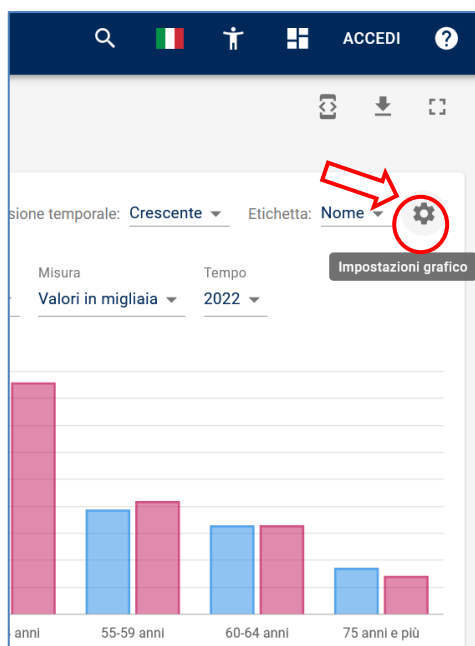 ACCEDI
sione temporale: Crescente Etichetta: Nome
Impostazioni grafico
Misura Tempo
Valori in migliaia 2022
anni 55-59 anni 60-64 anni 75 anni e più